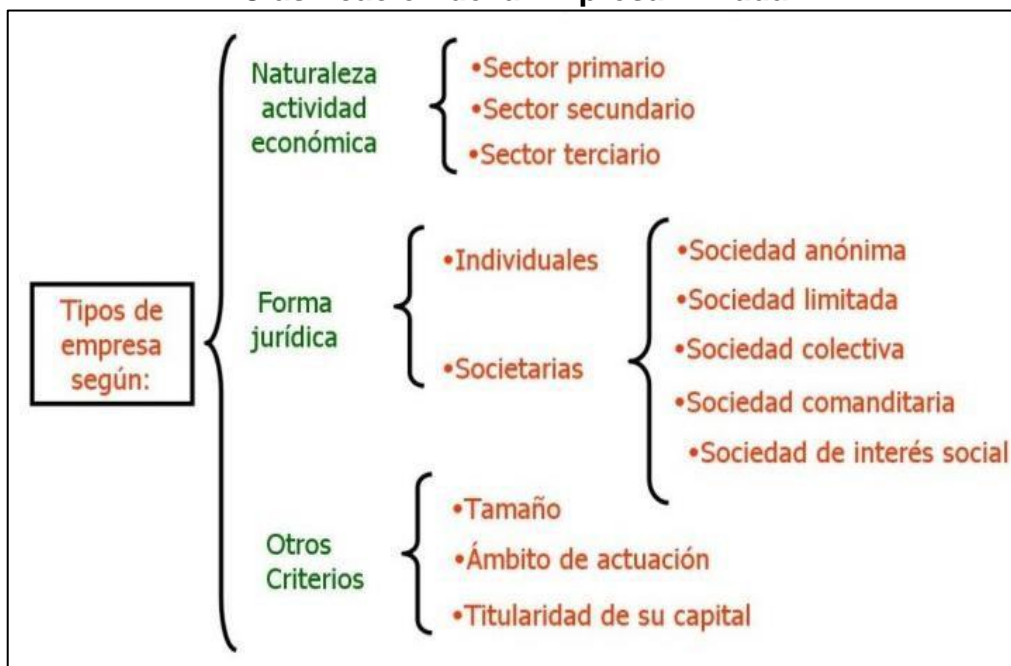 Tipos de
empresa
según:
Naturaleza
actividad
económica
•Sector primario
•Sector secundario
•Sector terciario
Forma
jurídica
•Individuales
•Societarias
•Sociedad anónima
•Sociedad limitada
•Sociedad colectiva
•Sociedad comanditaria
•Sociedad de interés social
Otros
Criterios
•Tamaño
•Ámbito de actuación
•Titularidad de su capital